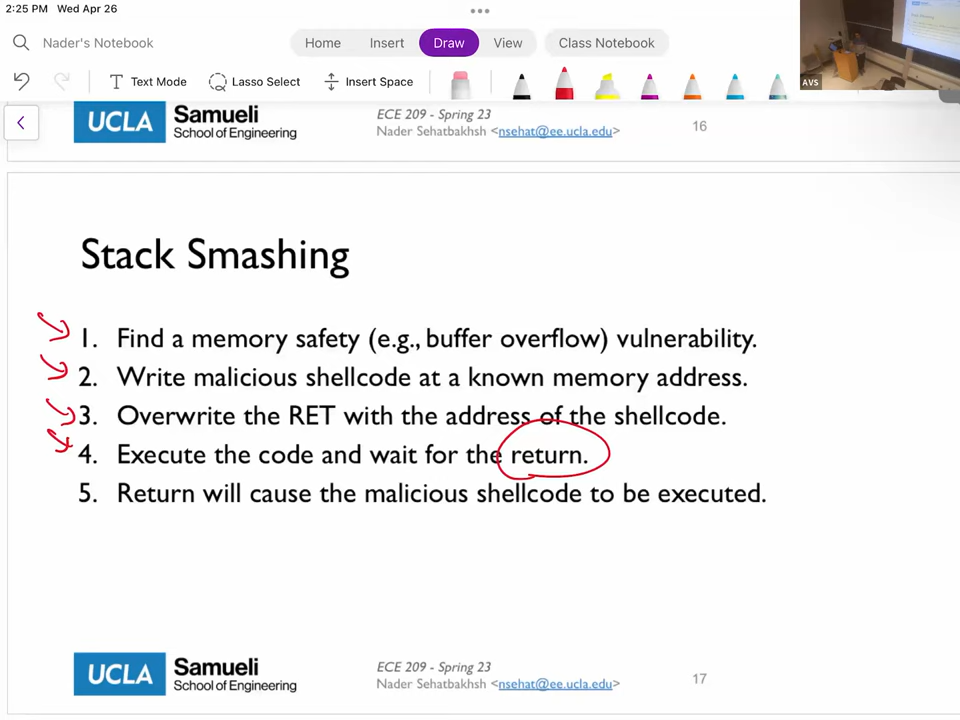 2:25 PM Wed Apr 26
Nader's Notebook
Home Insert Draw View Class Notebook
Text Mode Lasso Select Insert Space
AVS
UCLA Samueli School of Engineering
ECE 209 - Spring 23
Nader Sehatbakhsh <nsehat@ee.ucla.edu>
16
Stack Smashing
1. Find a memory safety (e.g., buffer overflow) vulnerability.
2. Write malicious shellcode at a known memory address.
3. Overwrite the RET with the address of the shellcode.
4. Execute the code and wait for the return.
5. Return will cause the malicious shellcode to be executed.
UCLA Samueli School of Engineering
ECE 209 - Spring 23
Nader Sehatbakhsh <nsehat@ee.ucla.edu>
17